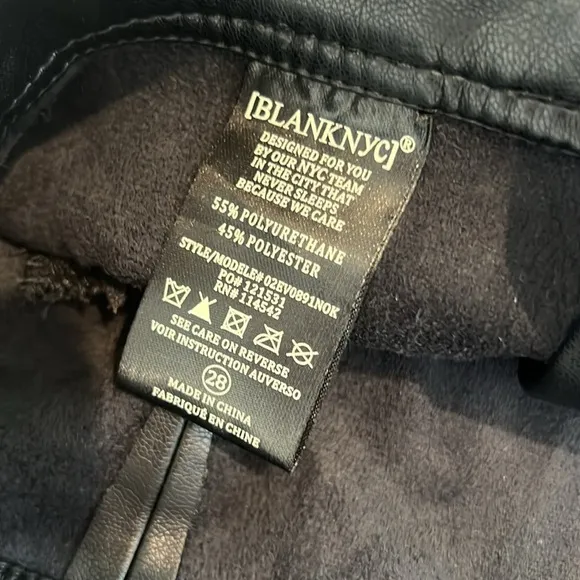 [BLANKNYC]®
DESIGNED FOR YOU
BY OUR NYC TEAM
IN THE CITY THAT
NEVER SLEEPS
BECAUSE WE CARE
55% POLYURETHANE
45% POLYESTER
STYLE/MODELE# 02EV0891NOK
PO# 121531
RN# 114542
SEE CARE ON REVERSE
VOIR INSTRUCTION AUVERSO
28
MADE IN CHINA
FABRIQUÉ EN CHINE